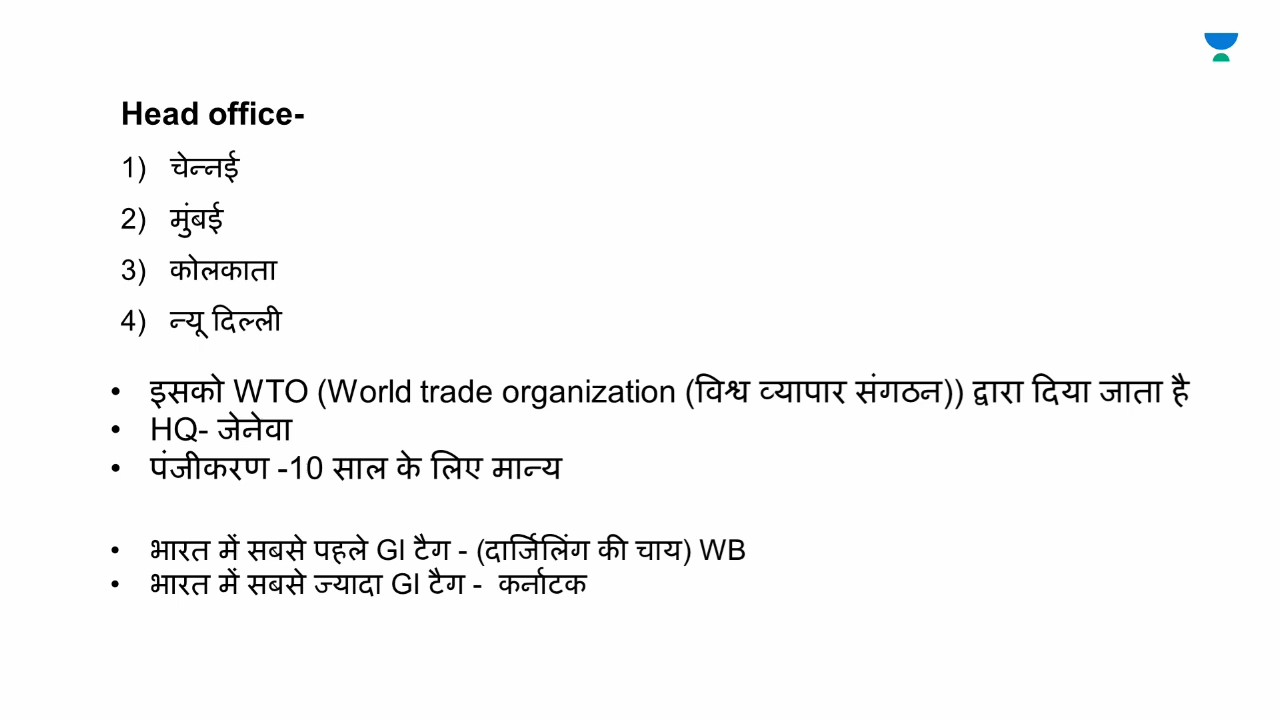 Head office-
1) चेन्नई
2) मुंबई
3) कोलकाता
4) न्यू दिल्ली
• इसको WTO (World trade organization (विश्व व्यापार संगठन)) द्वारा दिया जाता है
• HQ- जेनेवा
• पंजीकरण -10 साल के लिए मान्य
• भारत में सबसे पहले GI टैग - (दार्जिलिंग की चाय) WB
• भारत में सबसे ज्यादा GI टैग - कर्नाटक